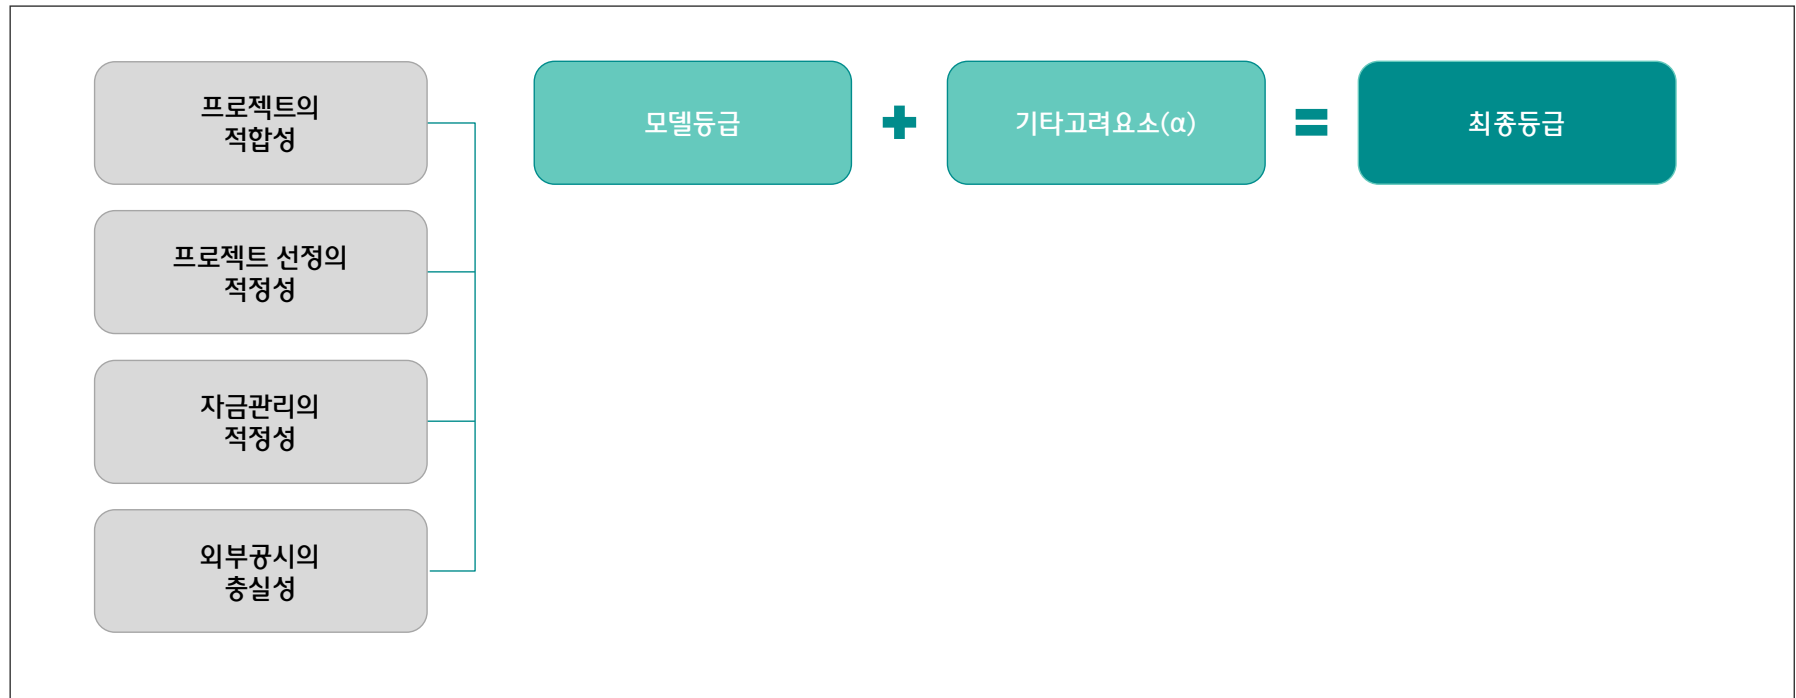 프로젝트의
적합성
프로젝트 선정의
적정성
자금관리의
적정성
외부공시의
충실성
모델등급
+
기타고려요소(α)
=
최종등급